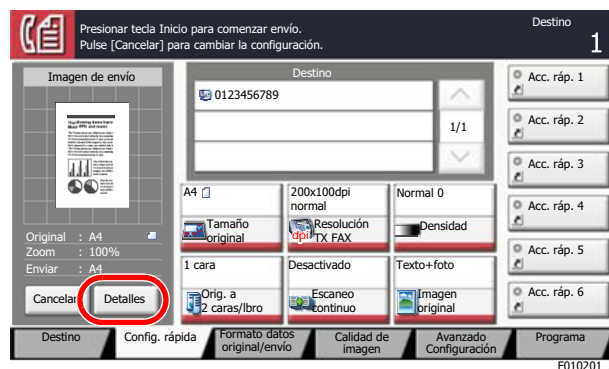 Presionar tecla Inicio para comenzar envío.
Pulse [Cancelar] para cambiar la configuración.
Destino
1
Imagen de envío
Original : A4
Zoom : 100%
Enviar : A4
Cancelar
Detalles
Destino
0123456789
1/1
A4
Tamaño
original
200x100dpi
normal
dpi
Resolución
TX FAX
Normal 0
Densidad
1 cara
Orig. a
2 caras/lbro
Desactivado
Escaneo
continuo
Texto+foto
Imagen
original
Acc. ráp. 1
Acc. ráp. 2
Acc. ráp. 3
Acc. ráp. 4
Acc. ráp. 5
Acc. ráp. 6
Destino
Config. rápida
Formato datos
original/envío
Calidad de
imagen
Avanzado
Configuración
Programa
F010201